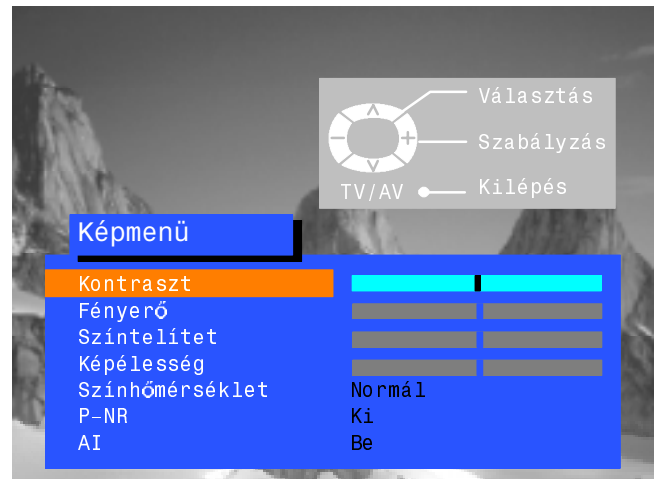 Választás
Szabályzás
TV/AV Kilépés
Képmenü
Kontraszt
Fényerő
Színtelítet
Képélesség
Színhőmérséklet Normál
P-NR Ki
AI Be